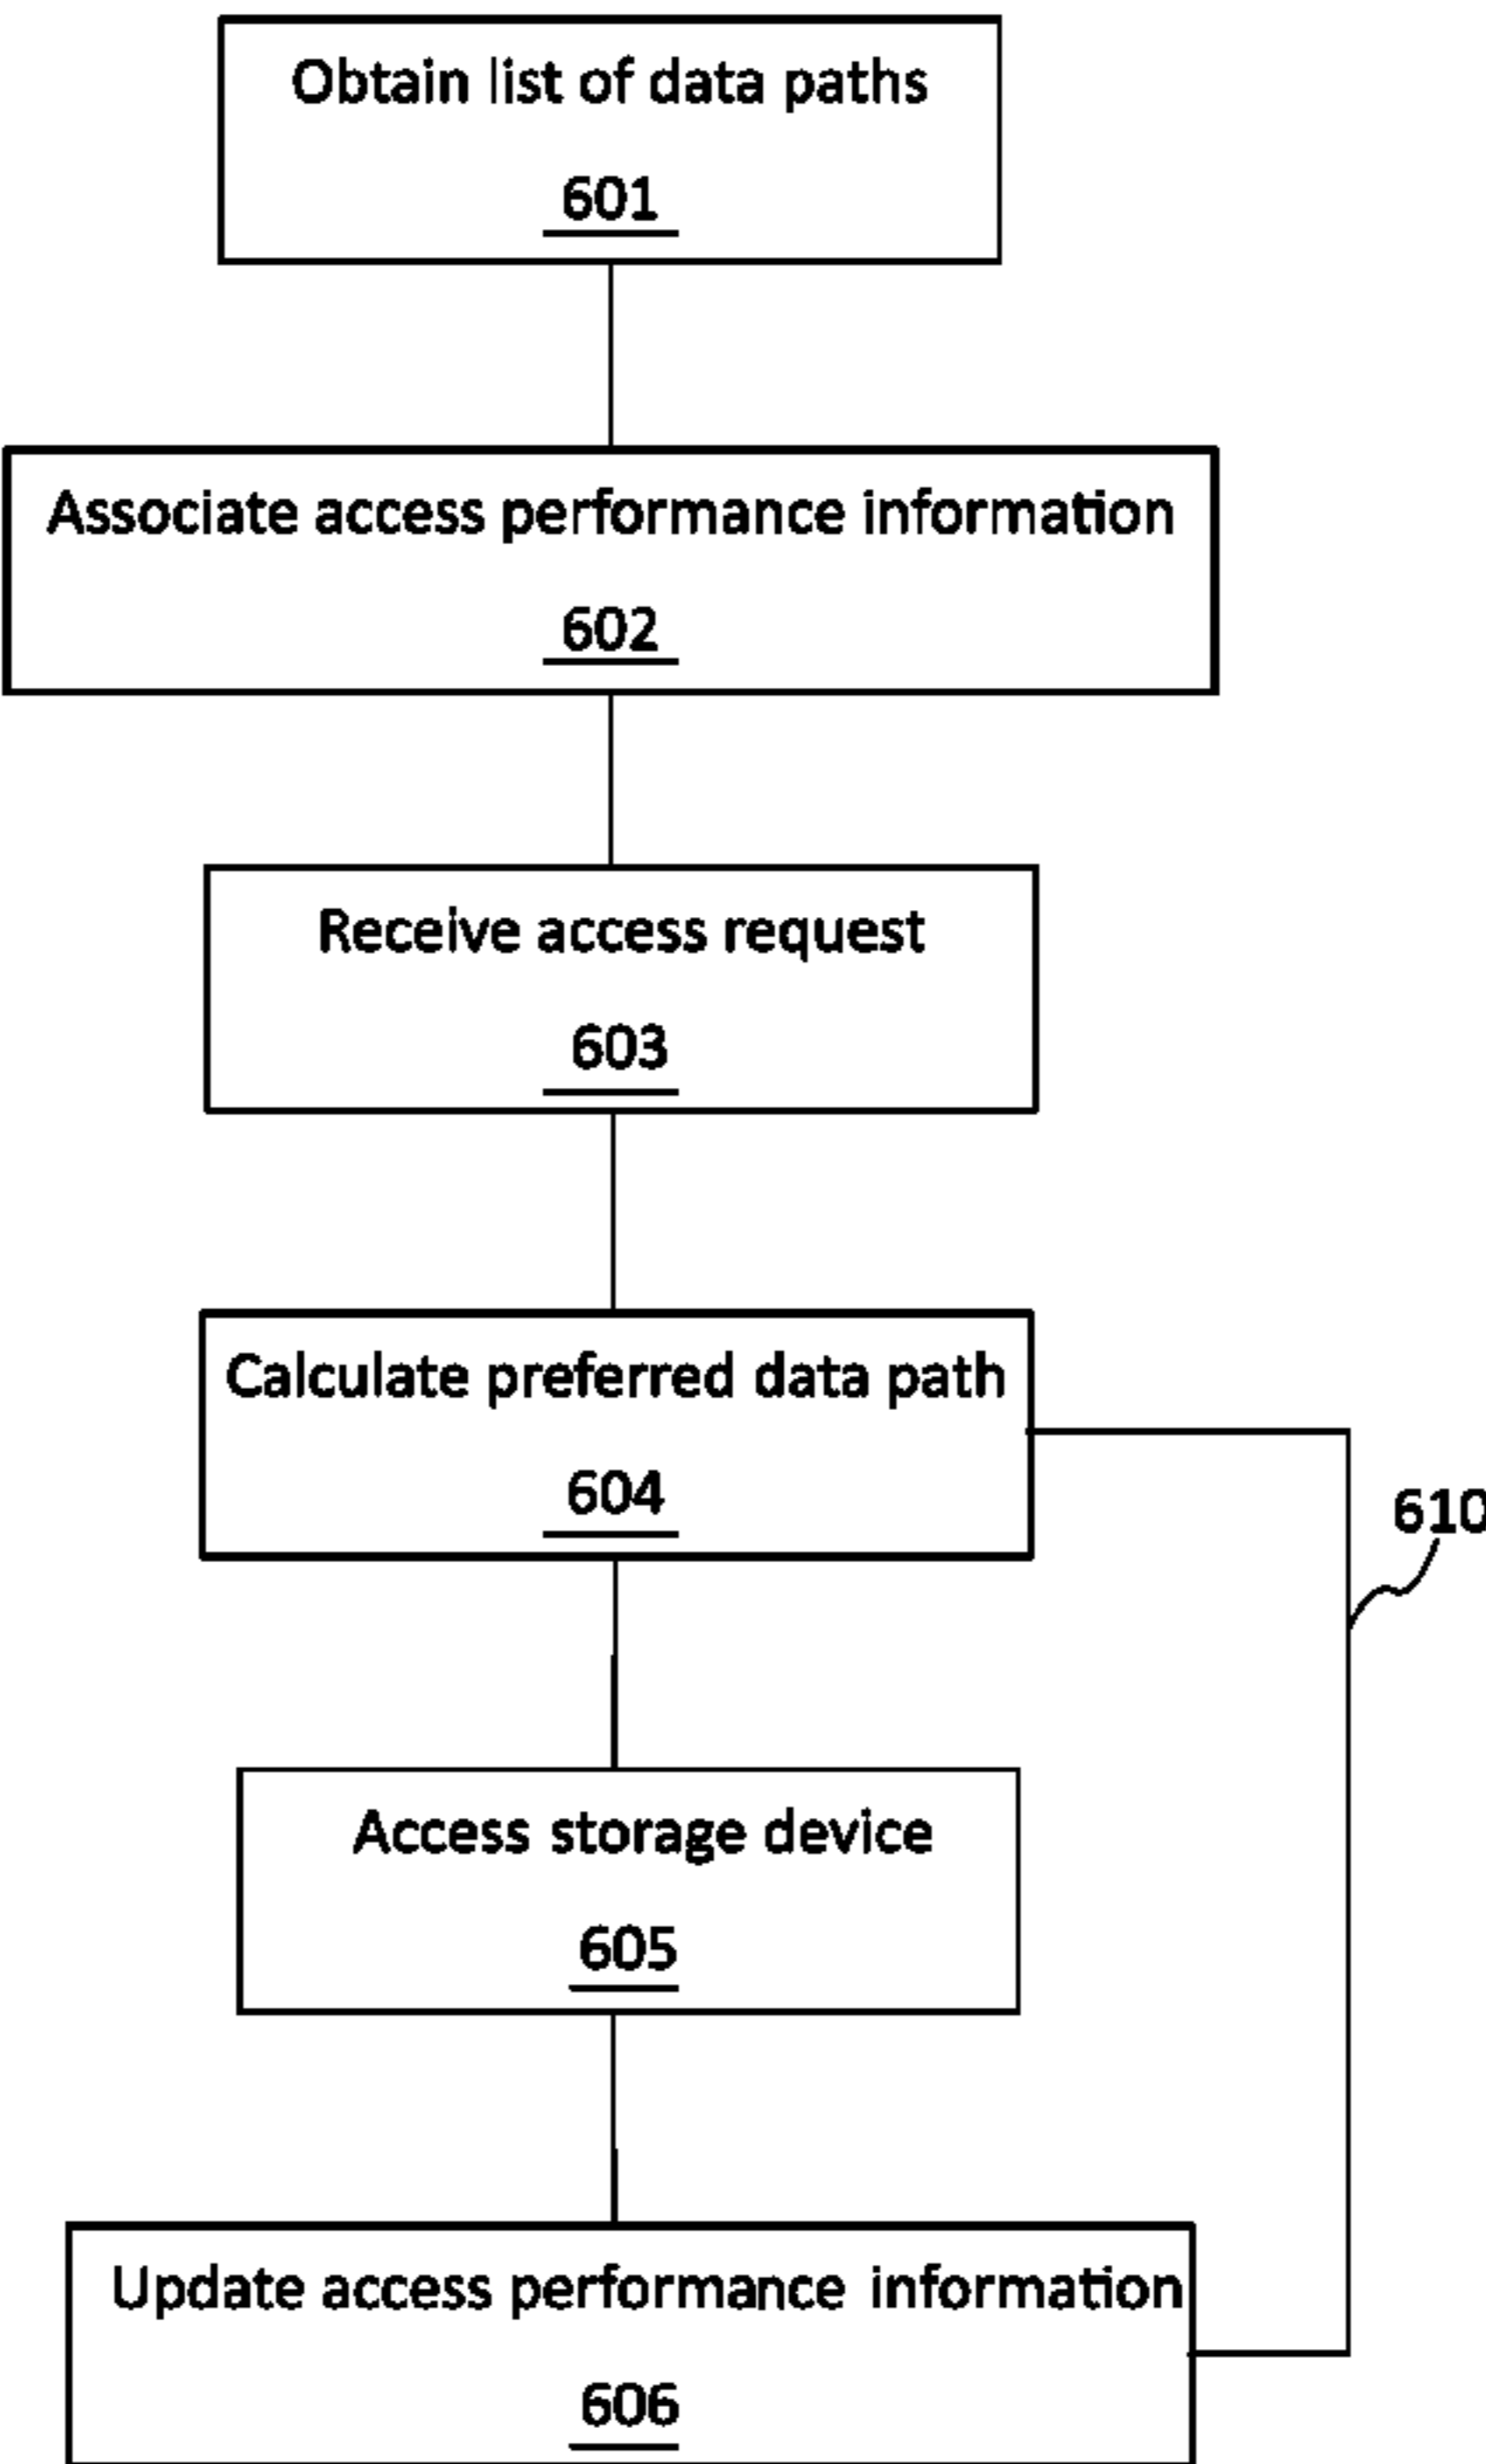 Obtain list of data paths
601
Associate access performance information
602
Receive access request
603
Calculate preferred data path
604
610
Access storage device
605
Update access performance information
606